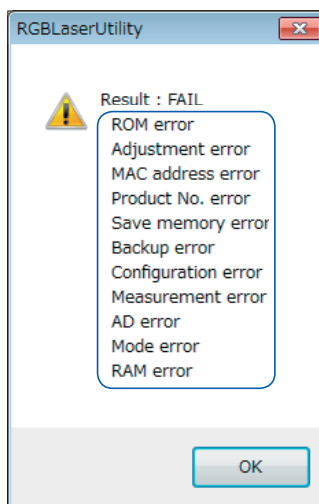 RGBLaserUtility
Result : FAIL
ROM error
Adjustment error
MAC address error
Product No. error
Save memory error
Backup error
Configuration error
Measurement error
AD error
Mode error
RAM error
OK